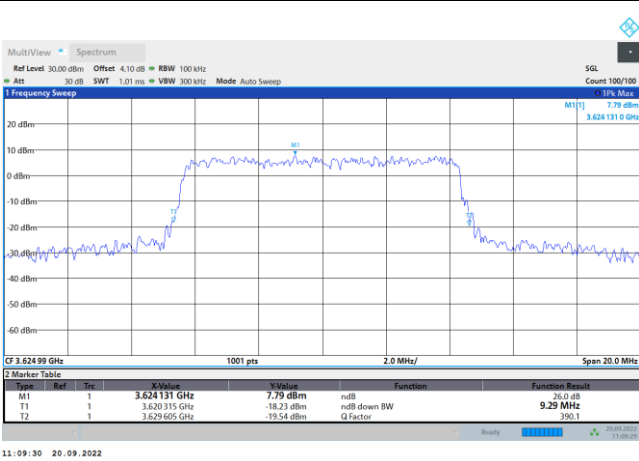 MultiView Spectrum
Ref Level 30.00 dBm Offset 4.10 dB RBW 100 kHz SGL
Att 30 dB SWT 1.01 ms VBW 300 kHz Mode Auto Sweep Count 100/100
1 Frequency Sweep 1Pk Max
M1[1] 7.79 dBm
3.624 131 0 GHz
20 dBm
M1
10 dBm
0 dBm
-10 dBm
T1
-20 dBm
-30 dBm
-40 dBm
-50 dBm
-60 dBm
CF 3.624 99 GHz 1001 pts 2.0 MHz/ Span 20.0 MHz
2 Marker Table
Type Ref Trc X-Value Y-Value Function Function Result
M1 1 3.624 131 GHz 7.79 dBm ndB 26.0 dB
T1 1 3.620 315 GHz -18.23 dBm ndB down BW 9.29 MHz
T2 1 3.629 605 GHz -19.54 dBm Q Factor 390.1
Ready 20.09.2022
11:09:29
11:09:30 20.09.2022